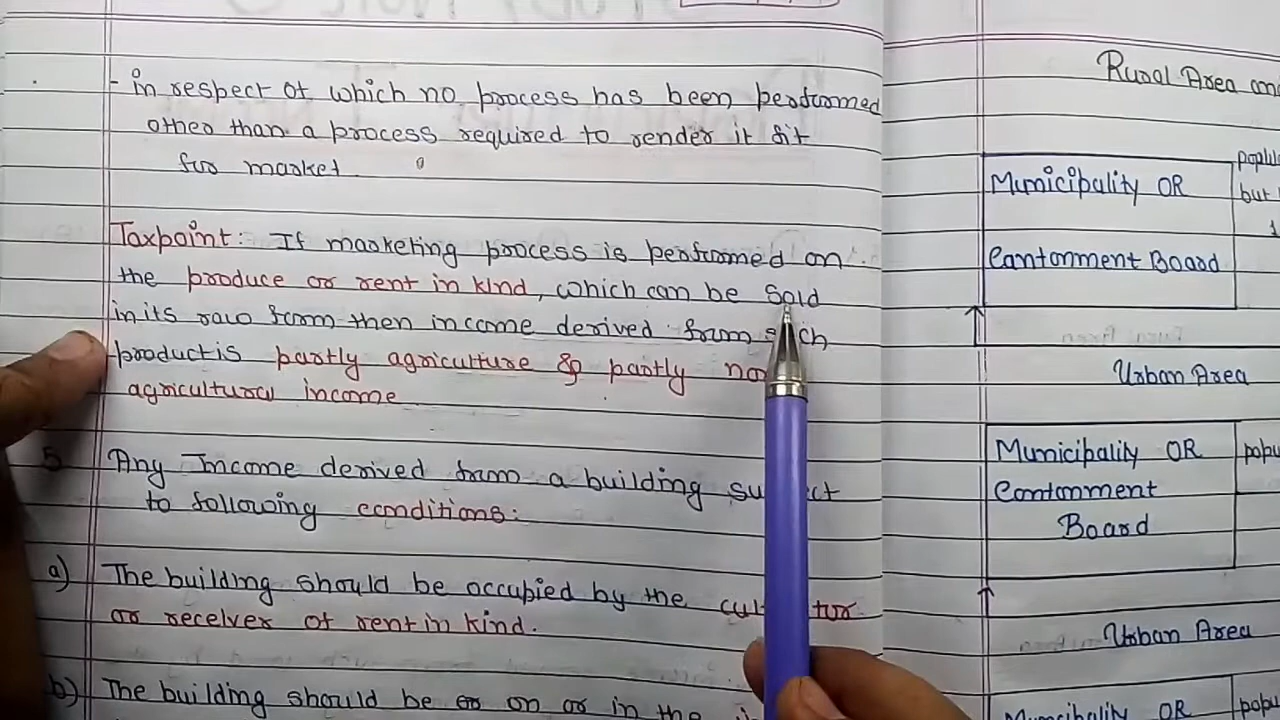 - in respect of which no process has been performed
other than a process required to render it fit
for market.
Taxpoint: If marketing process is performed on
the produce or rent in kind, which can be sold
in its raw form then income derived from such
product is partly agriculture & partly
agricultural income
5 Any Income derived from a building
to following conditions:
a) The building should be occupied by the
or receiver of rent in kind.
b) The building should be on or in the
Rural Area
Municipality OR
Cantonment Board
but
Urban Area
Municipality OR
Cantonment
Board
Urban Area
Municipality OR